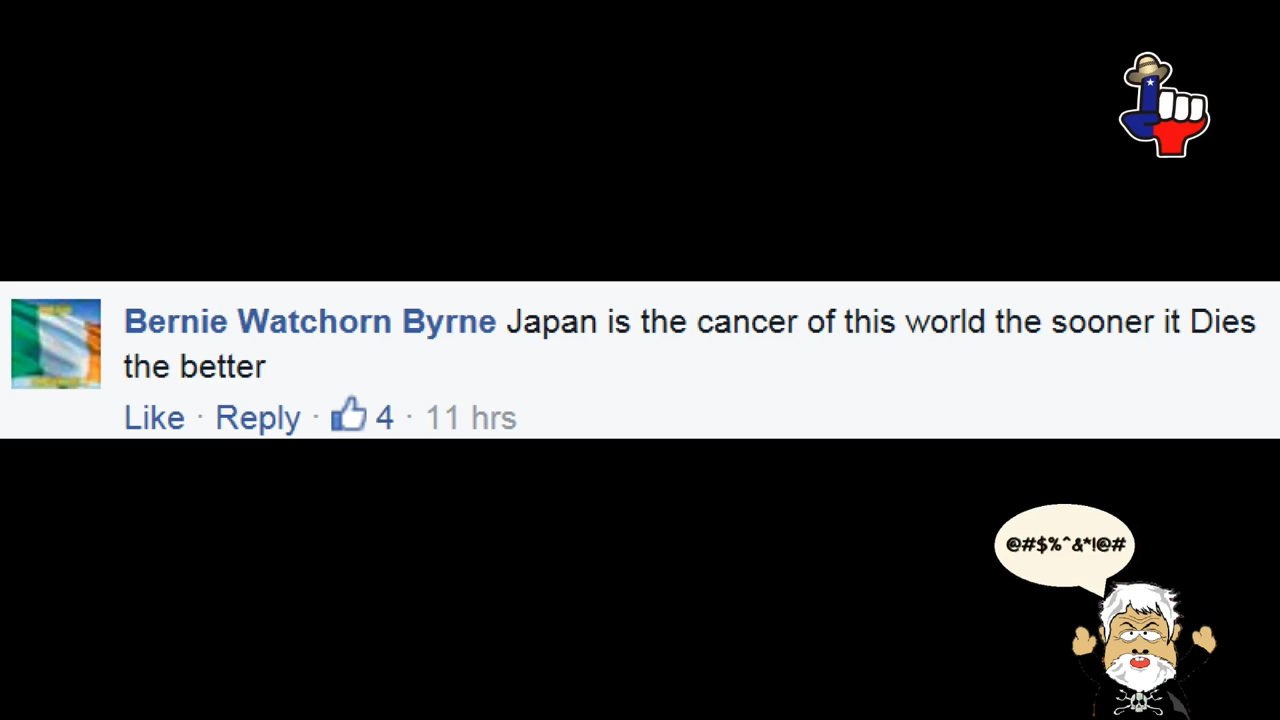 Bernie Watchorn Byrne Japan is the cancer of this world the sooner it Dies
the better
Like · Reply · 4 · 11 hrs
@#$%^&*!@#